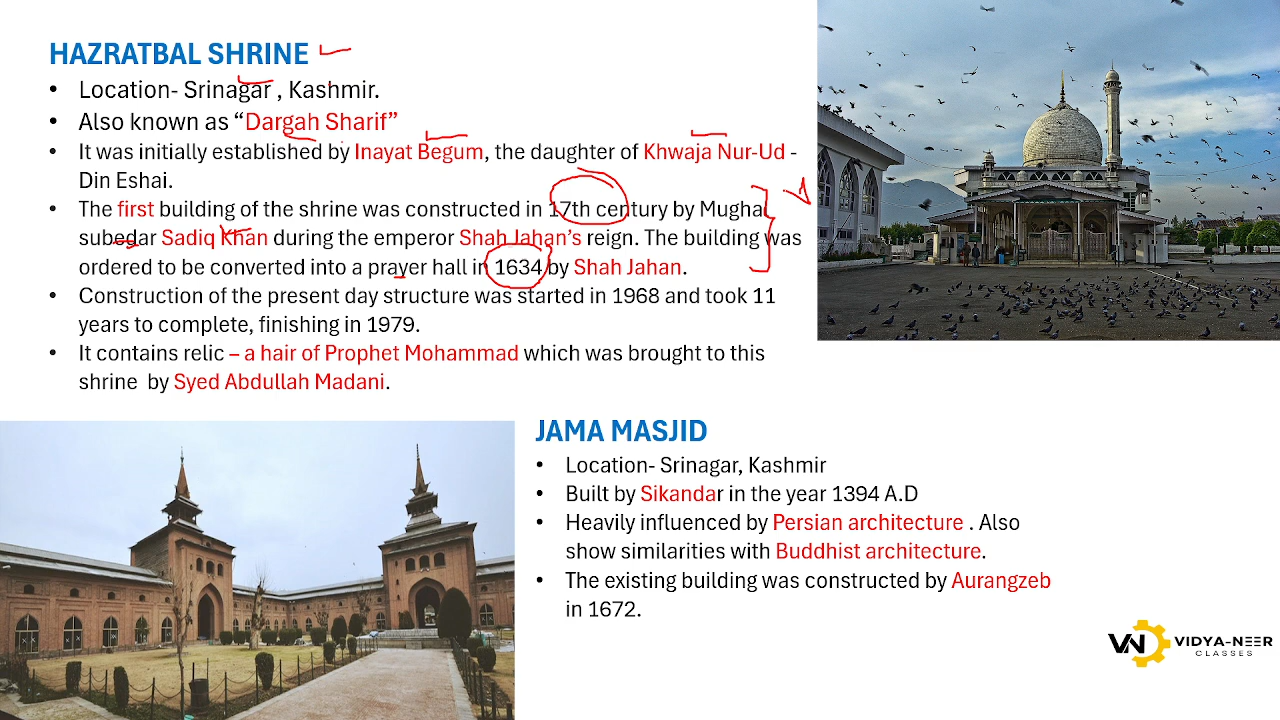 HAZRATBAL SHRINE
• Location- Srinagar , Kashmir.
• Also known as “Dargah Sharif”
• It was initially established by Inayat Begum, the daughter of Khwaja Nur-Ud -
Din Eshai.
• The first building of the shrine was constructed in 17th century by Mughal
subedar Sadiq Khan during the emperor Shah Jahan’s reign. The building was
ordered to be converted into a prayer hall in 1634 by Shah Jahan.
• Construction of the present day structure was started in 1968 and took 11
years to complete, finishing in 1979.
• It contains relic – a hair of Prophet Mohammad which was brought to this
shrine by Syed Abdullah Madani.
JAMA MASJID
• Location- Srinagar, Kashmir
• Built by Sikandar in the year 1394 A.D
• Heavily influenced by Persian architecture . Also
show similarities with Buddhist architecture.
• The existing building was constructed by Aurangzeb
in 1672.
VN VIDYA-NEER
CLASSES